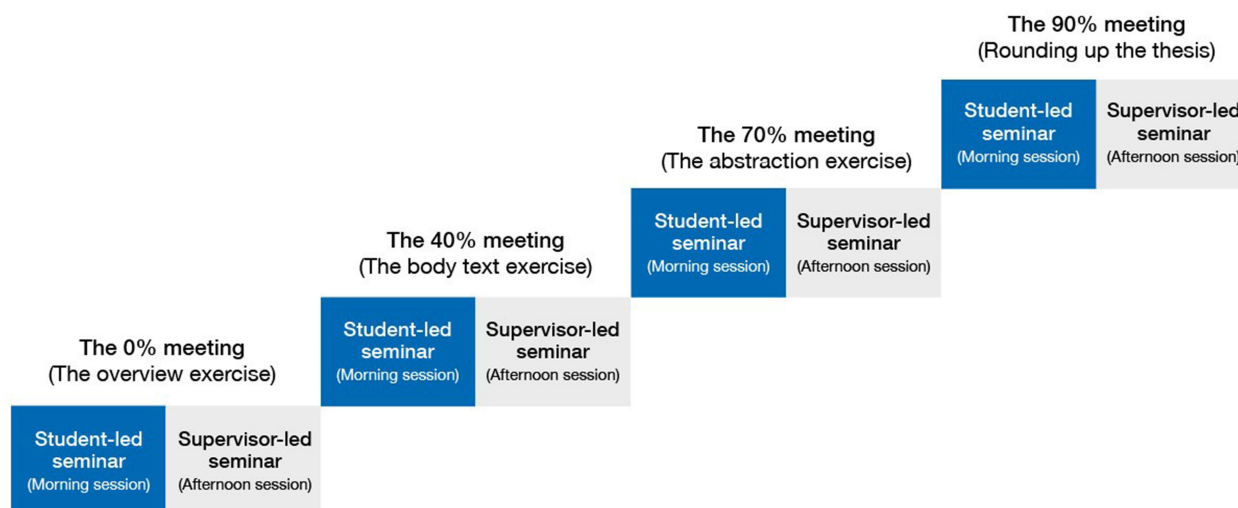 The 90% meeting
(Rounding up the thesis)
Student-led
seminar
(Morning session)
Supervisor-led
seminar
(Afternoon session)
The 70% meeting
(The abstraction exercise)
Student-led
seminar
(Morning session)
Supervisor-led
seminar
(Afternoon session)
The 40% meeting
(The body text exercise)
Student-led
seminar
(Morning session)
Supervisor-led
seminar
(Afternoon session)
The 0% meeting
(The overview exercise)
Student-led
seminar
(Morning session)
Supervisor-led
seminar
(Afternoon session)